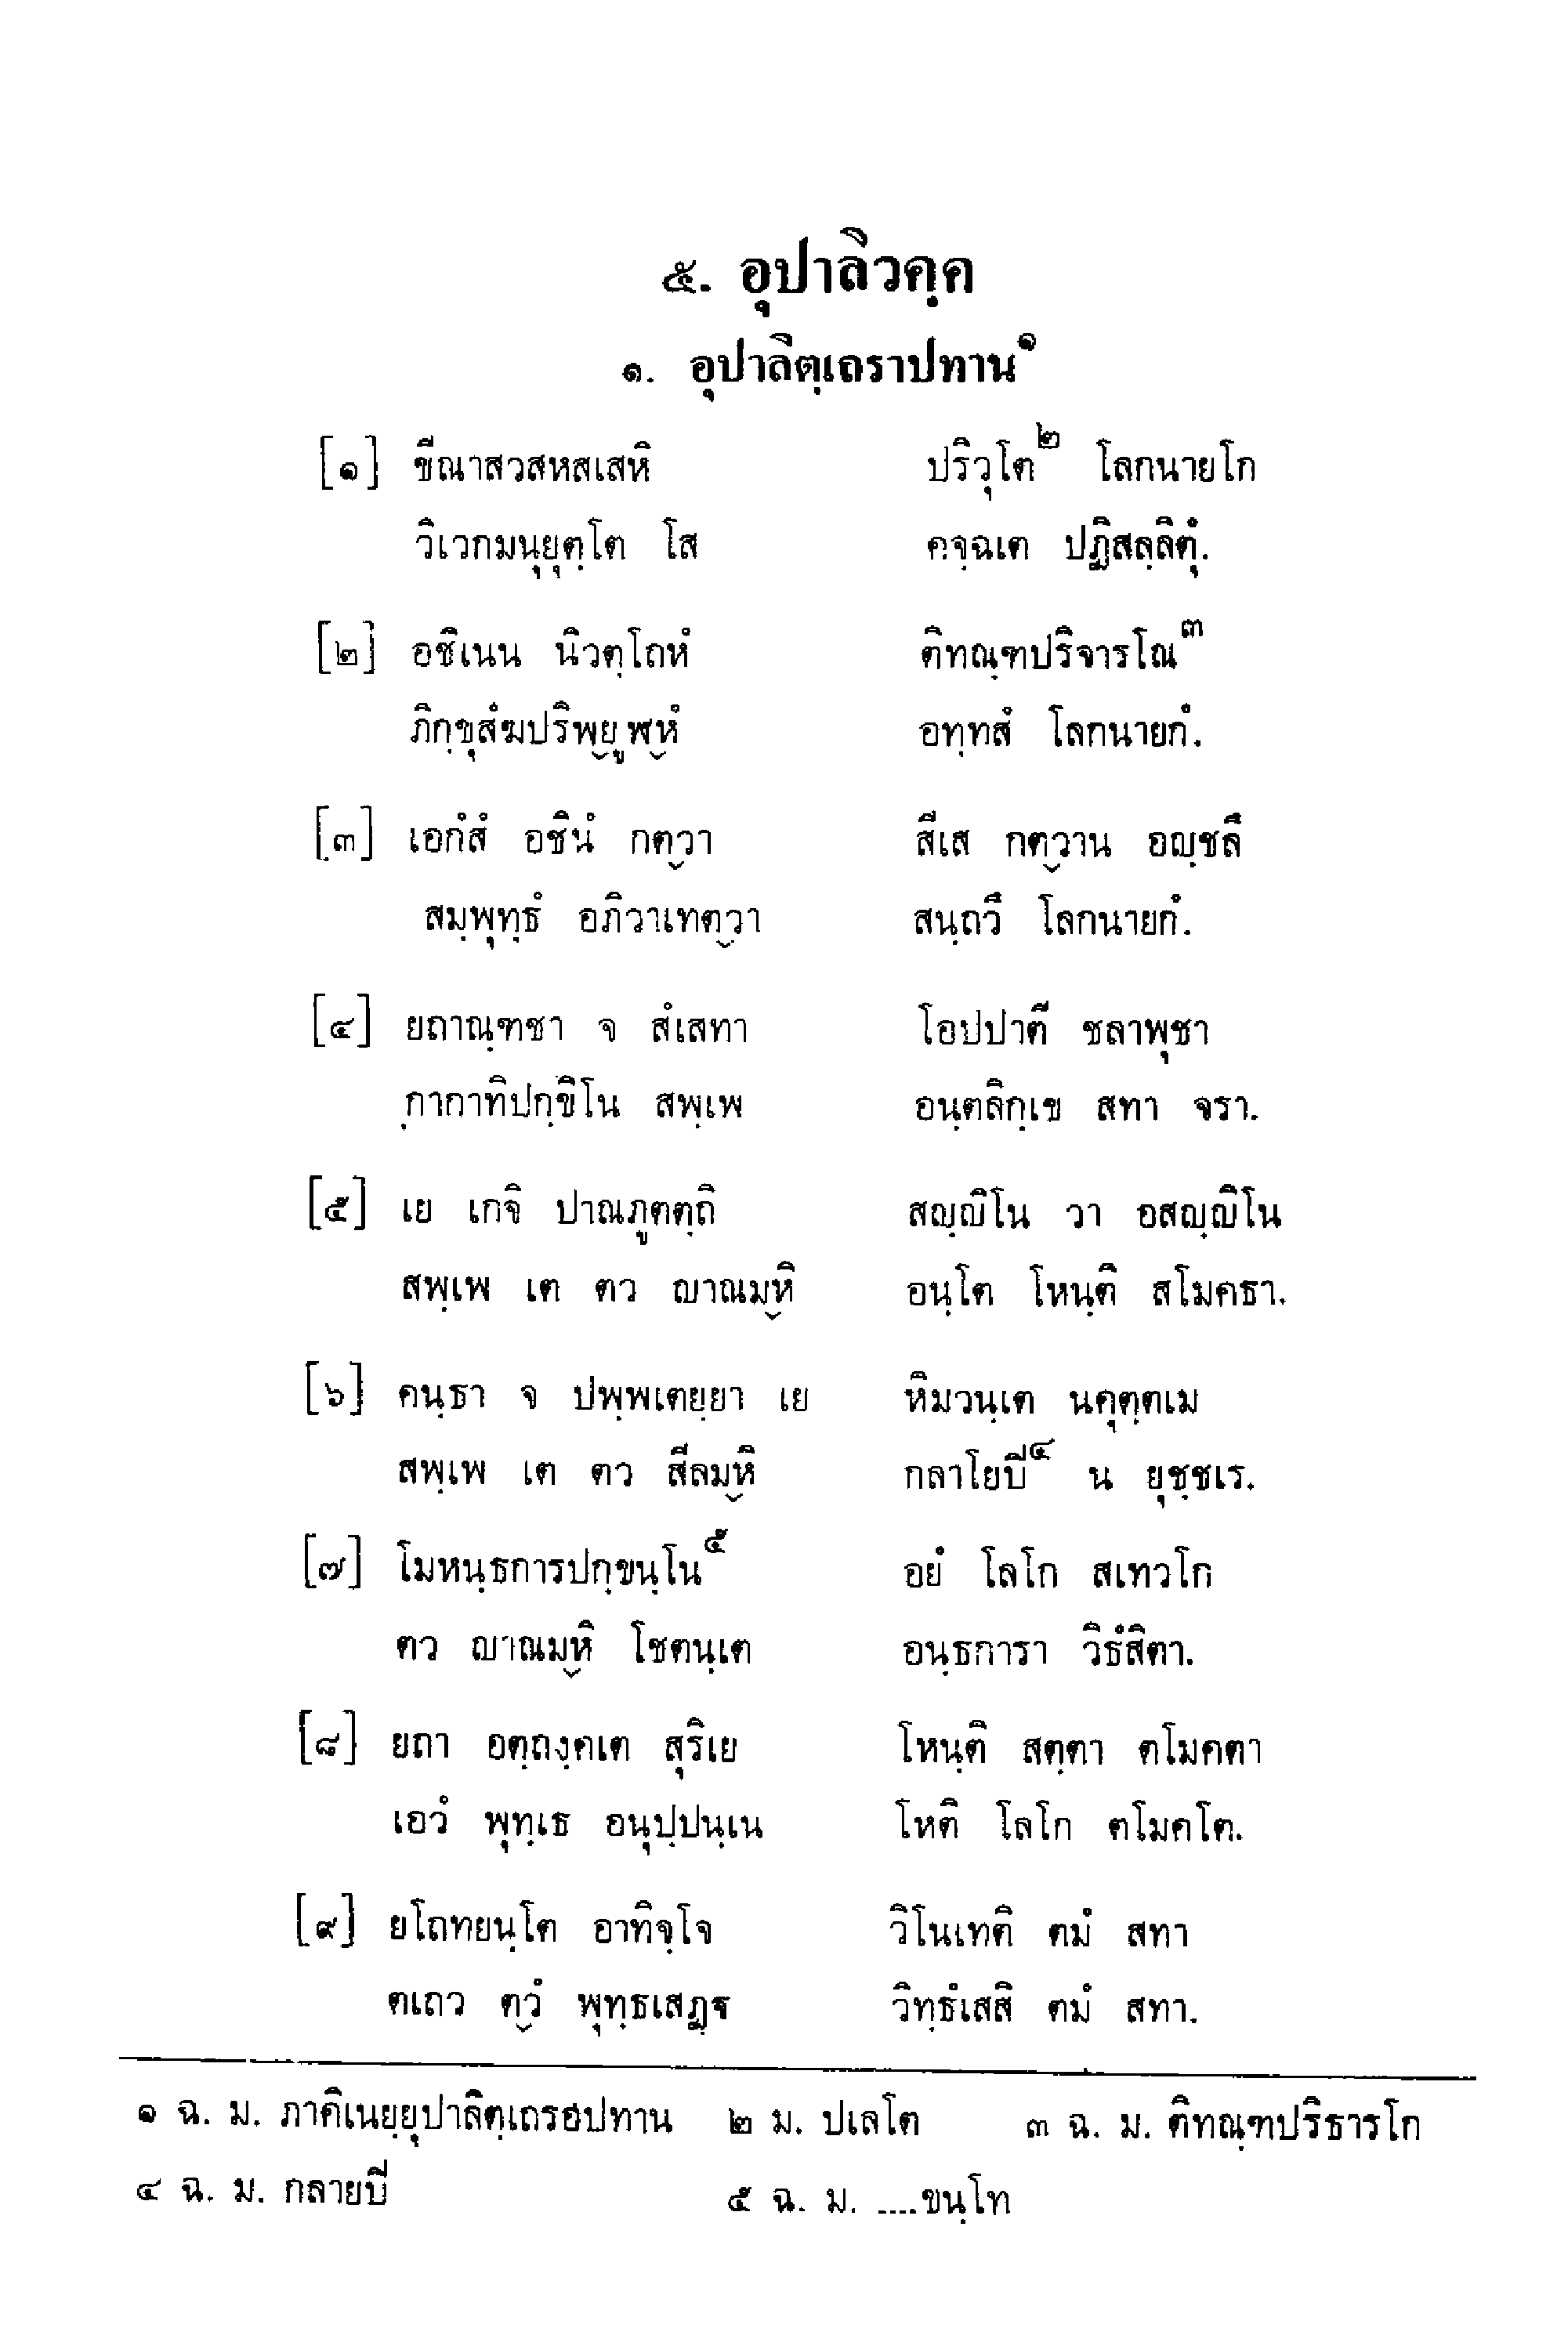 ๕. อุปาลิวคฺค
๑. อุปาลิตฺเถราปทาน๑
[๑] ขีณาสวสหสเสหิ ปริวุโต๒ โลกนายโก
วิเวกมนุยุตฺโต โส คจฺฉเต ปฏิสลฺลิตุํ.
[๒] อชิเนน นิวตฺโถหํ ติทณฺฑปริจารโณ๓
ภิกฺขุสํฆปริพฺยูฬฺหํ อทฺทสํ โลกนายกํ.
[๓] เอกํสํ อชินํ กตฺวา สีเส กตฺวาน อญฺชลึ
สมฺพุทฺธํ อภิวาเทตฺวา สนฺถวึ โลกนายกํ.
[๔] ยถาณฺฑชา จ สํเสทา โอปปาตี ชลาพุชา
กากาทิปกฺขิโน สพฺเพ อนฺตลิกฺเข สทา จรา.
[๕] เย เกจิ ปาณภูตตฺถิ สญฺญิโน วา อสญฺญิโน
สพฺเพ เต ตว ญาณมฺหิ อนฺโต โหนฺติ สโมคธา.
[๖] คนฺธา จ ปพฺพเตยฺยา เย หิมวนฺเต นคุตฺตเม
สพฺเพ เต ตว สีลมฺหิ กลาโยปี๔ น ยุชฺชเร.
[๗] โมหนฺธการปกฺขนฺโน๕ อยํ โลโก สเทวโก
ตว ญาณมฺหิ โชตนฺเต อนฺธการา วิธํสิตา.
[๘] ยถา อตฺถงฺคเต สุริเย โหนฺติ สตฺตา ตโมคตา
เอวํ พุทฺเธ อนุปฺปนฺเน โหติ โลโก ตโมคโต.
[๙] ยโถทยนฺโต อาทิจฺโจ วิโนเทติ ตมํ สทา
ตเถว ตฺวํ พุทฺธเสฏฺฐ วิทฺธํเสสิ ตมํ สทา.
๑ ฉ. ม. ภาคิเนยฺยุปาลิตฺเถรอปทาน ๒ ม. ปเลโต ๓ ฉ. ม. ติทณฺฑปริธารโก
๔ ฉ. ม. กลายปี ๕ ฉ. ม. ....ขนฺโท